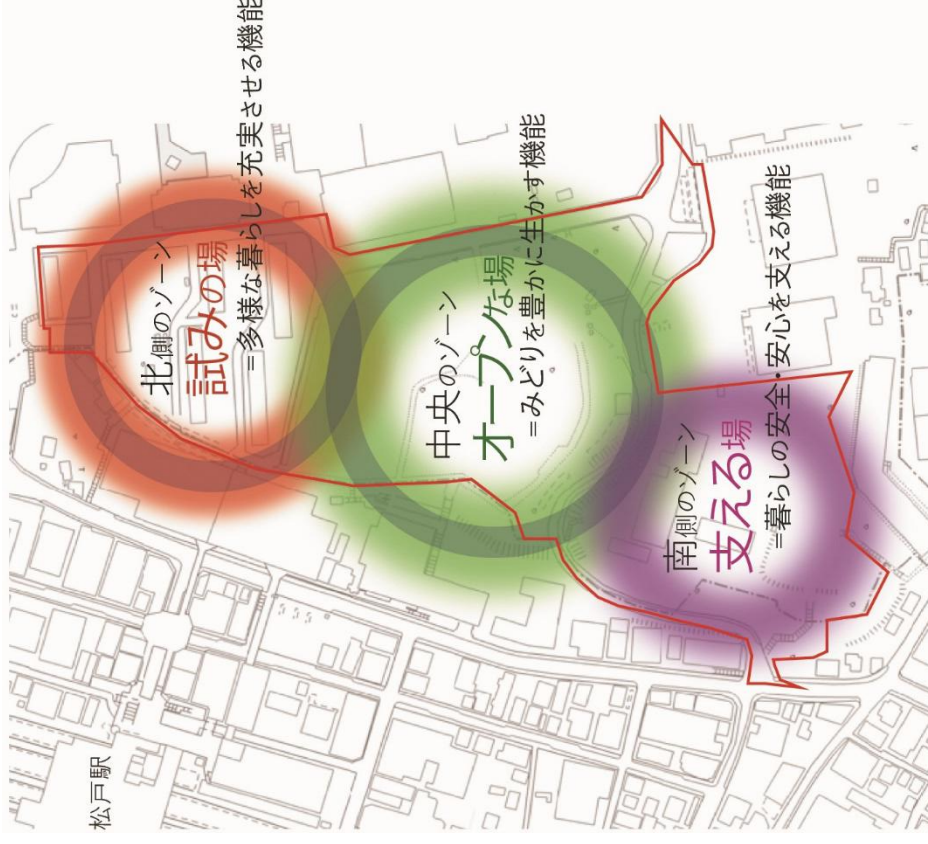 北側のゾーン
試みの場
=多様な暮らしを充実させる機能
中央のゾーン
オープンな場
=みどりを豊かに生かす機能
南側のゾーン
支える場
=暮らしの安全・安心を支える機能
松戸駅